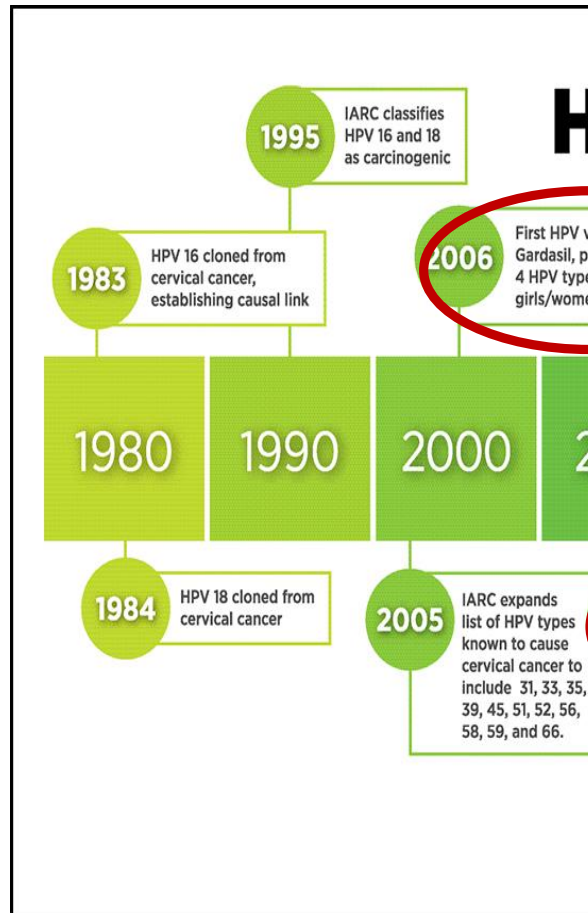 H
1995
IARC classifies
HPV 16 and 18
as carcinogenic
1983
HPV 16 cloned from
cervical cancer,
establishing causal link
2006
First HPV
Gardasil,
4 HPV
1980
1990
2000
2
1984
HPV 18 cloned from
cervical cancer
2005
IARC expands
list of HPV types
known to cause
cervical cancer to
include 31, 33, 35,
39, 45, 51, 52, 56,
58, 59, and 66.